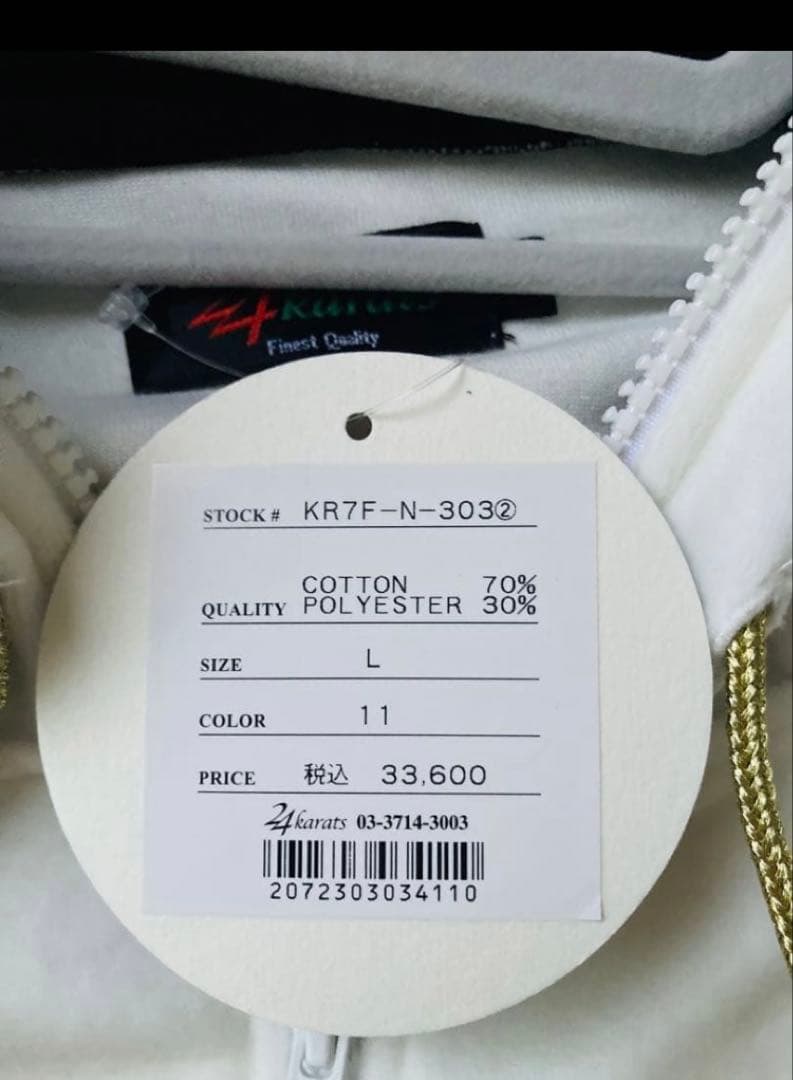 karats
Finest Quality
STOCK # KR7F-N-303②
COTTON 70%
QUALITY POLYESTER 30%
SIZE L
COLOR 11
PRICE 税込 33,600
24karats 03-3714-3003
2072303034110